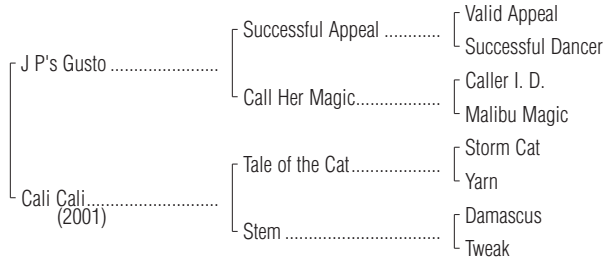 Valid Appeal
Successful Appeal ............
Successful Dancer
J P's Gusto ........................
Caller I. D.
Call Her Magic.....................
Malibu Magic
Storm Cat
Tale of the Cat......................
Yarn
Cali Cali.............................
(2001)
Damascus
Stem ...................................
Tweak